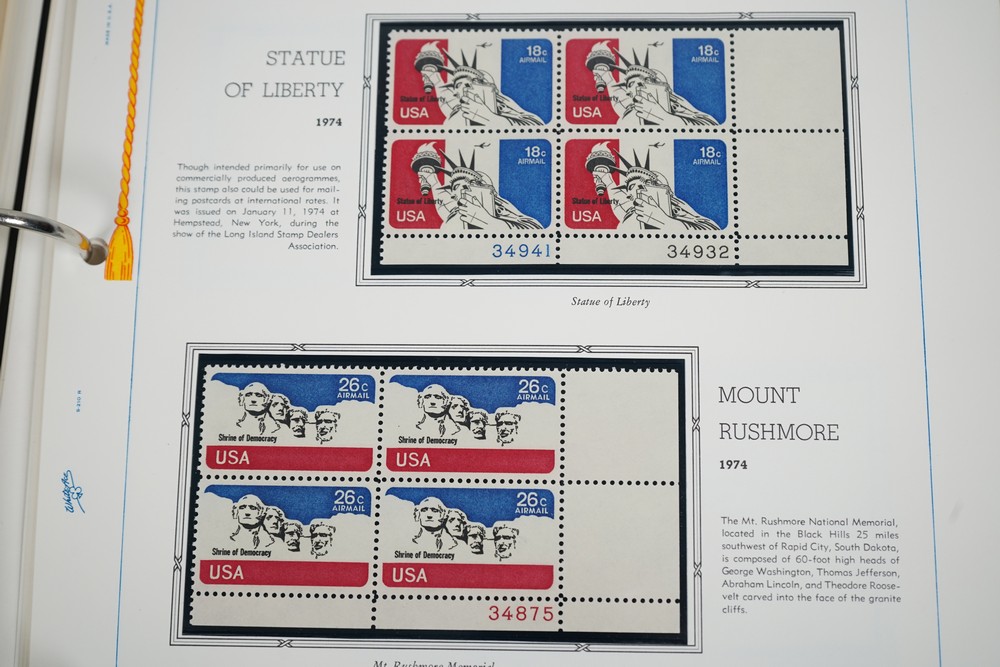 MADE IN U.S.A.
STATUE
OF LIBERTY
1974
Though intended primarily for use on
commercially produced aerogrammes,
this stamp also could be used for mail-
ing postcards at international rates. It
was issued on January 11, 1974 at
Hempstead, New York, during the
show of the Long Island Stamp Dealers
Association.
18c
AIRMAIL
Statue of Liberty
USA
18c
AIRMAIL
Statue of Liberty
USA
18c
AIRMAIL
Statue of Liberty
USA
18c
AIRMAIL
Statue of Liberty
USA
34941
34932
Statue of Liberty
26c
AIRMAIL
Shrine of Democracy
USA
26c
AIRMAIL
Shrine of Democracy
USA
26c
AIRMAIL
Shrine of Democracy
USA
26c
AIRMAIL
Shrine of Democracy
USA
34875
Mt. Rushmore Memorial
MOUNT
RUSHMORE
1974
The Mt. Rushmore National Memorial,
located in the Black Hills 25 miles
southwest of Rapid City, South Dakota,
is composed of 60-foot high heads of
George Washington, Thomas Jefferson,
Abraham Lincoln, and Theodore Roose-
velt carved into the face of the granite
cliffs.